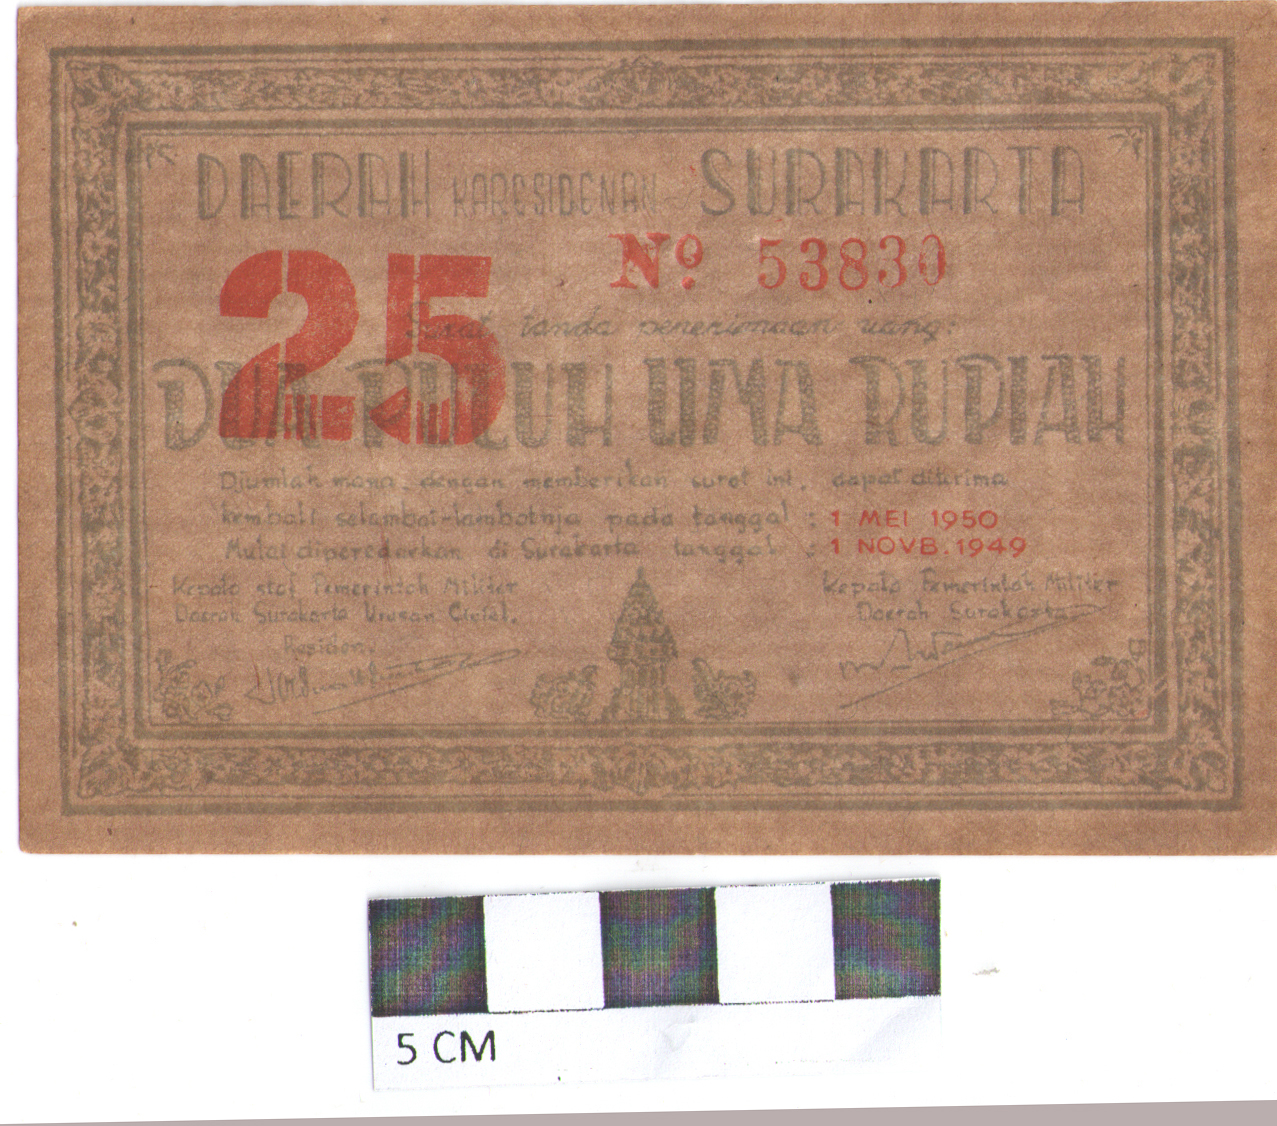 DAERAH KARESIDENAN SURAKARTA
25
Nº 53830
Surat tanda penerimaan uang:
DUA PULUH LIMA RUPIAH
Djumlah mana dengan memberikan surat ini, dapat diterima
kembali selambat-lambatnja pada tanggal : 1 MEI 1950
Mulai diperedarkan di Surakarta tanggal : 1 NOVB. 1949
Kepala staf Pemerintah Militer
Daerah Surakarta Urusan Ciciel.
Residen.
Kepala Pemerintah Militer
Daerah Surakarta
5 CM